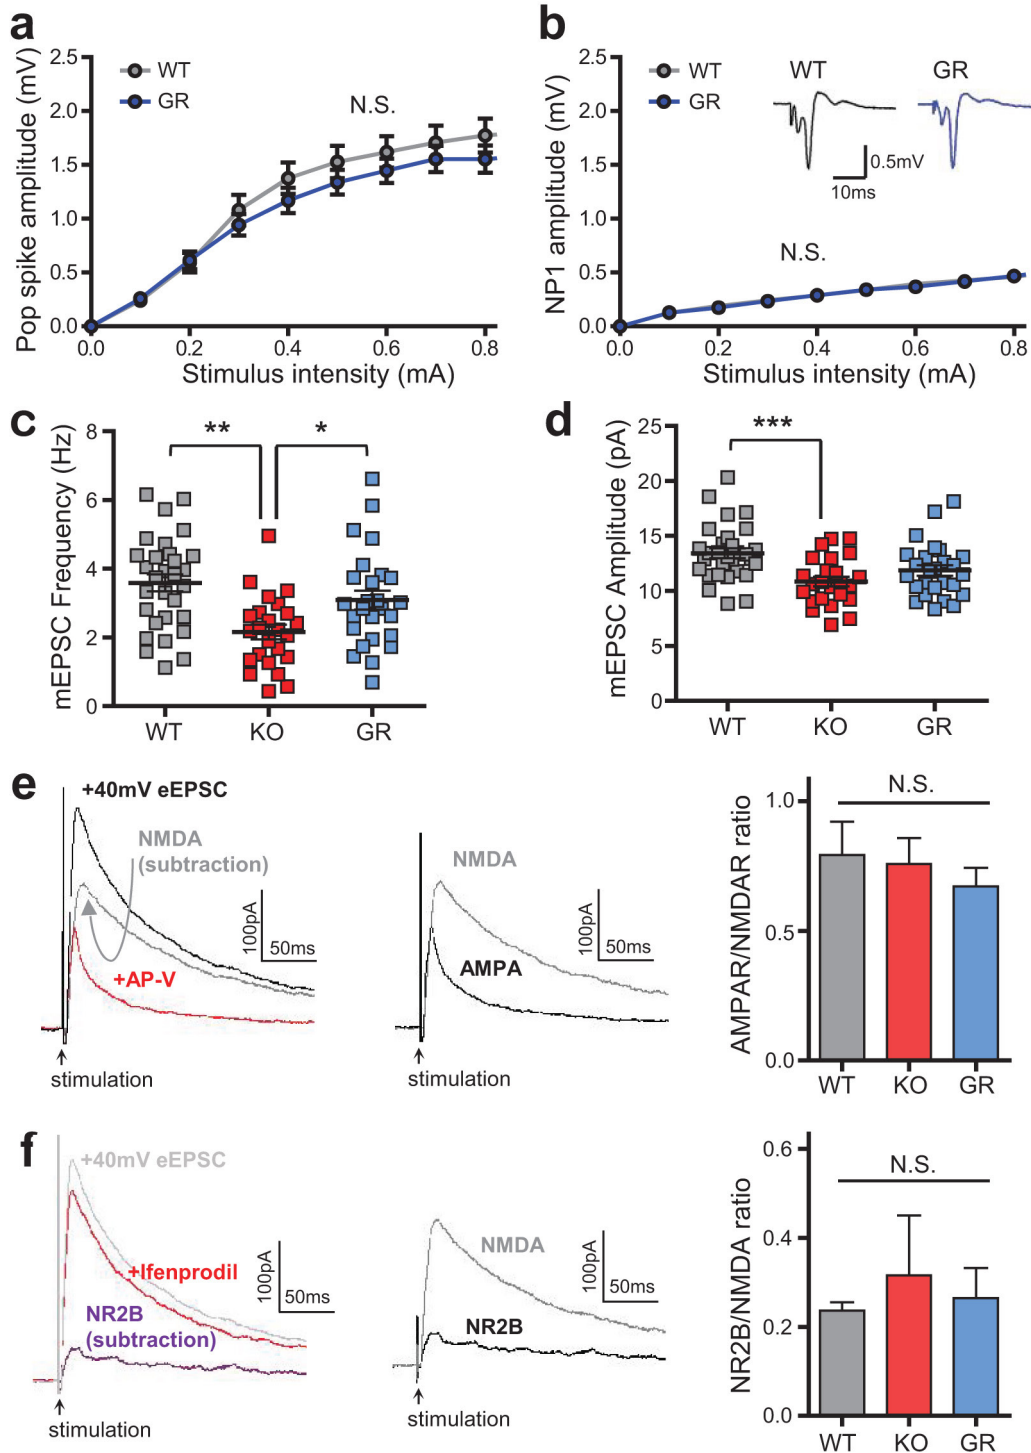 a
Pop spike amplitude (mV)
2.5
2.0
1.5
1.0
0.5
0.0
WT
GR
N.S.
0.0 0.2 0.4 0.6 0.8
Stimulus intensity (mA)
b
NP1 amplitude (mV)
2.5
2.0
1.5
1.0
0.5
0.0
WT
GR
WT GR
0.5mV
10ms
N.S.
0.0 0.2 0.4 0.6 0.8
Stimulus intensity (mA)
c
mEPSC Frequency (Hz)
8
6
4
2
0
** *
WT KO GR
d
mEPSC Amplitude (pA)
25
20
15
10
5
0
***
WT KO GR
e
+40mV eEPSC
NMDA
(subtraction)
+AP-V
100pA
50ms
stimulation
NMDA
AMPA
100pA
50ms
stimulation
AMPAR/NMDAR ratio
1.0
0.5
0.0
N.S.
WT KO GR
f
+40mV eEPSC
+Ifenprodil
NR2B
(subtraction)
100pA
50ms
stimulation
NMDA
NR2B
100pA
50ms
stimulation
NR2B/NMDA ratio
0.6
0.4
0.2
0.0
N.S.
WT KO GR